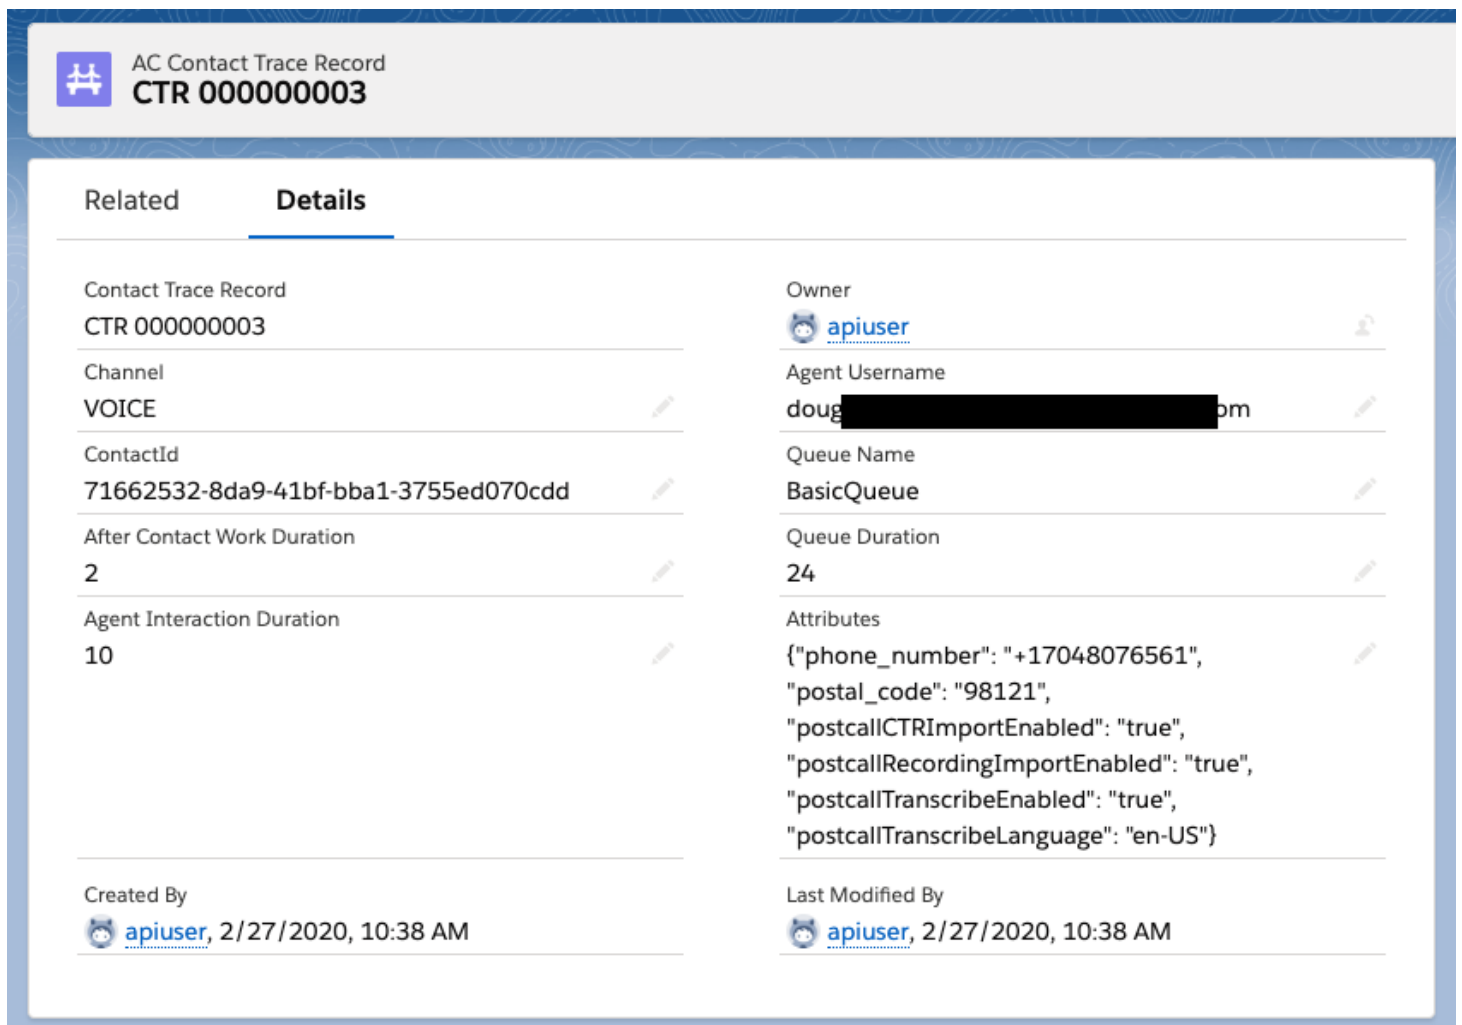 AC Contact Trace Record
CTR 000000003
Related
Details
Contact Trace Record
CTR 000000003
Owner
apiuser
Channel
VOICE
Agent Username
doug
om
ContactId
71662532-8da9-41bf-bba1-3755ed070cdd
Queue Name
BasicQueue
After Contact Work Duration
2
Queue Duration
24
Agent Interaction Duration
10
Attributes
{"phone_number": "+17048076561",
"postal_code": "98121",
"postcallCTRImportEnabled": "true",
"postcallRecordingImportEnabled": "true",
"postcallTranscribeEnabled": "true",
"postcallTranscribeLanguage": "en-US"}
Created By
apiuser, 2/27/2020, 10:38 AM
Last Modified By
apiuser, 2/27/2020, 10:38 AM